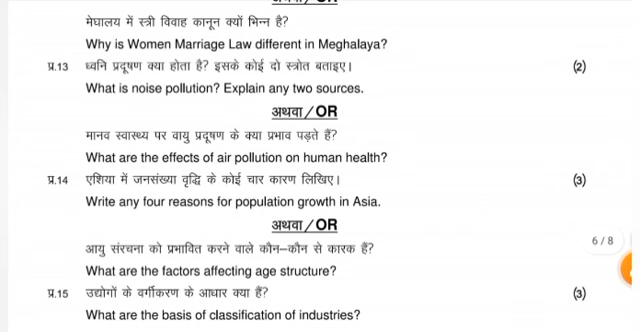 अथवा / OR
मेघालय में स्त्री विवाह कानून क्यों भिन्न है?
Why is Women Marriage Law different in Meghalaya?
प्र.13 ध्वनि प्रदूषण क्या होता है? इसके कोई दो स्त्रोत बताइए। (2)
What is noise pollution? Explain any two sources.
अथवा / OR
मानव स्वास्थ्य पर वायु प्रदूषण के क्या प्रभाव पड़ते हैं?
What are the effects of air pollution on human health?
प्र.14 एशिया में जनसंख्या वृद्धि के कोई चार कारण लिखिए। (3)
Write any four reasons for population growth in Asia.
अथवा / OR
आयु संरचना को प्रभावित करने वाले कौन–कौन से कारक हैं?
6 / 8
What are the factors affecting age structure?
प्र.15 उद्योगों के वर्गीकरण के आधार क्या हैं? (3)
What are the basis of classification of industries?